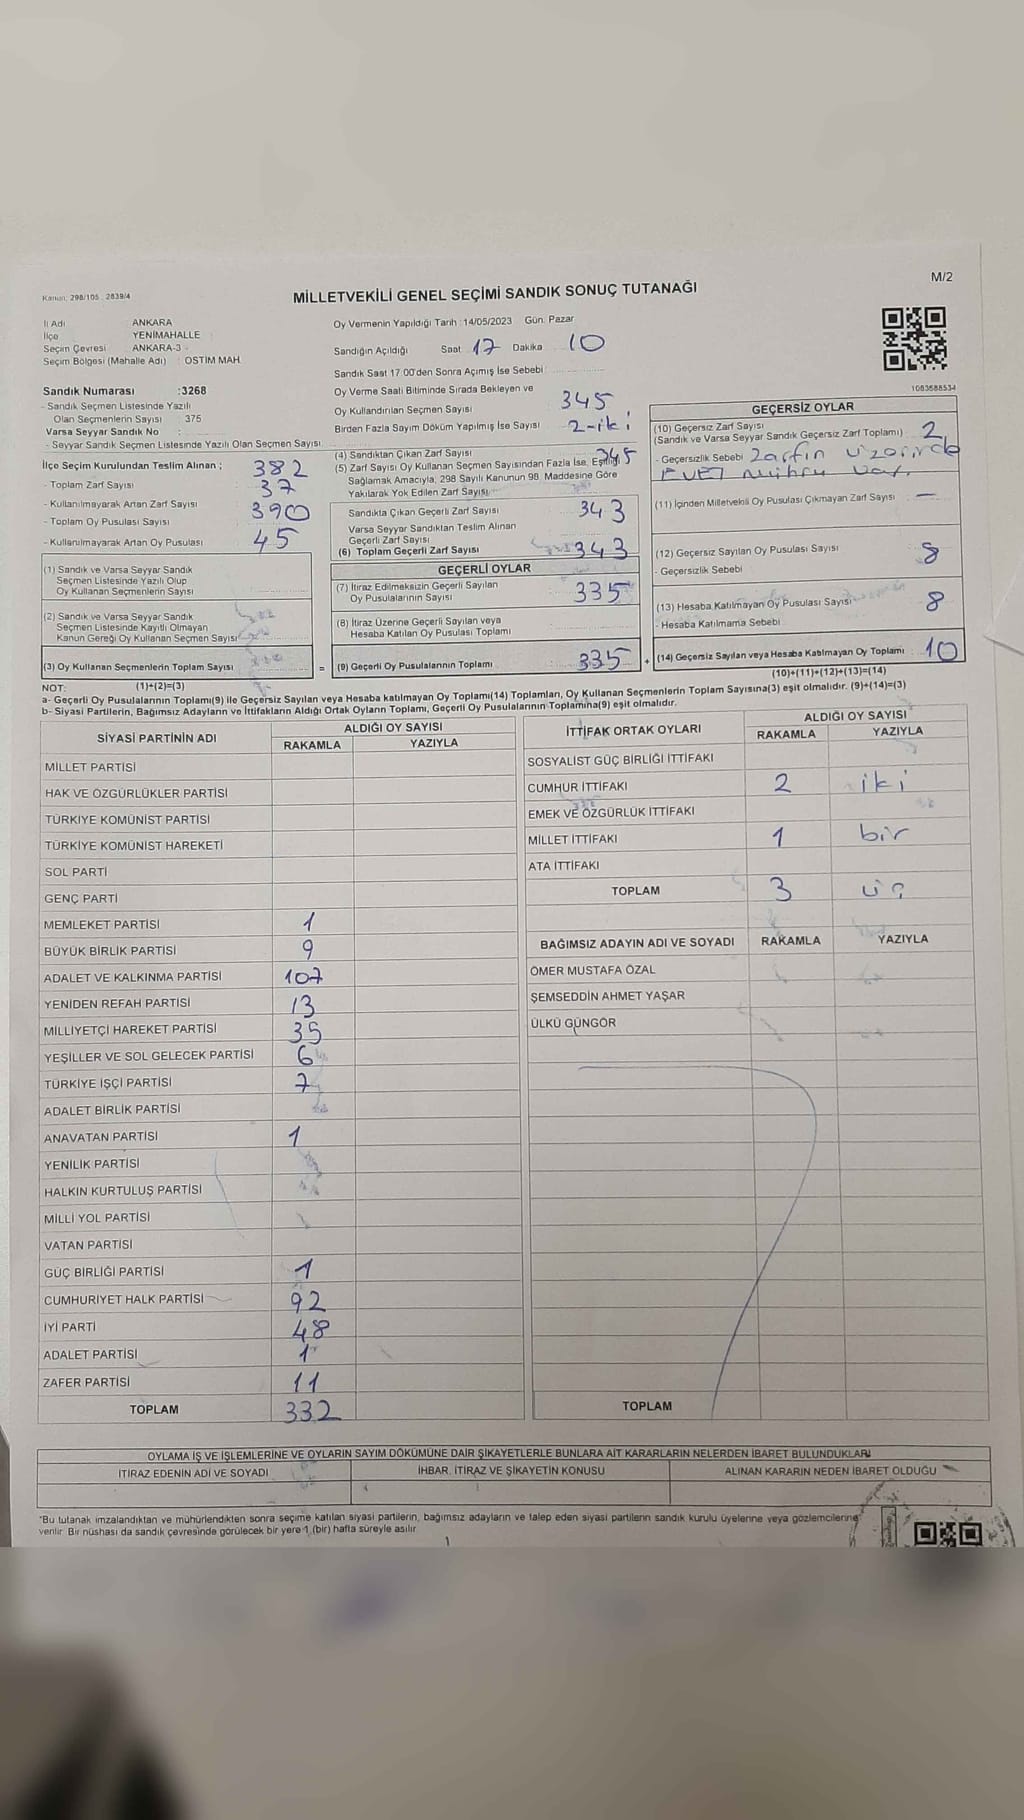 M/2
Kanun: 298/105 . 2839/4
MİLLETVEKİLİ GENEL SEÇİMİ SANDIK SONUÇ TUTANAĞI
İl Adı ANKARA
İlçe YENİMAHALLE
Seçim Çevresi ANKARA-3
Seçim Bölgesi (Mahalle Adı) : OSTİM MAH.
Sandık Numarası :3268
- Sandık Seçmen Listesinde Yazılı
Olan Seçmenlerin Sayısı : 375
Varsa Seyyar Sandık No :
- Seyyar Sandık Seçmen Listesinde Yazılı Olan Seçmen Sayısı
İlçe Seçim Kurulundan Teslim Alınan ;
- Toplam Zarf Sayısı 382
- Kullanılmayarak Artan Zarf Sayısı 37
- Toplam Oy Pusulası Sayısı 390
- Kullanılmayarak Artan Oy Pusulası 45
(1) Sandık ve Varsa Seyyar Sandık
Seçmen Listesinde Yazılı Olup
Oy Kullanan Seçmenlerin Sayısı
(2) Sandık ve Varsa Seyyar Sandık
Seçmen Listesinde Kayıtlı Olmayan
Kanun Gereği Oy Kullanan Seçmen Sayısı
(3) Oy Kullanan Seçmenlerin Toplam Sayısı
Oy Vermenin Yapıldığı Tarih :14/05/2023 Gün. Pazar
Sandığın Açıldığı Saat 17 Dakika 10
Sandık Saat 17:00'den Sonra Açımış İse Sebebi
Oy Verme Saati Bitiminde Sırada Bekleyen ve
Oy Kullandırılan Seçmen Sayısı 345
Birden Fazla Sayım Döküm Yapılmış İse Sayısı 2-iki
(4) Sandıktan Çıkan Zarf Sayısı 345
(5) Zarf Sayısı Oy Kullanan Seçmen Sayısından Fazla İse, Eşitliği
Sağlamak Amacıyla, 298 Sayılı Kanunun 98. Maddesine Göre
Yakılarak Yok Edilen Zarf Sayısı
Sandıkta Çıkan Geçerli Zarf Sayısı 343
Varsa Seyyar Sandıktan Teslim Alınan
Geçerli Zarf Sayısı
(6) Toplam Geçerli Zarf Sayısı 343
GEÇERLİ OYLAR
(7) İtiraz Edilmeksizin Geçerli Sayılan
Oy Pusulalarının Sayısı 335
(8) İtiraz Üzerine Geçerli Sayılan veya
Hesaba Katılan Oy Pusulası Toplamı
= (9) Geçerli Oy Pusulalarının Toplamı 335 +
1083688534
GEÇERSİZ OYLAR
(10) Geçersiz Zarf Sayısı
(Sandık ve Varsa Seyyar Sandık Geçersiz Zarf Toplamı) 2
- Geçersizlik Sebebi Zarfın üzerinde
EVET mührü var.
(11) İçinden Milletvekili Oy Pusulası Çıkmayan Zarf Sayısı —
(12) Geçersiz Sayılan Oy Pusulası Sayısı 8
- Geçersizlik Sebebi
(13) Hesaba Katılmayan Oy Pusulası Sayısı 8
- Hesaba Katılmama Sebebi
(14) Geçersiz Sayılan veya Hesaba Katılmayan Oy Toplamı : 10
NOT: (1)+(2)=(3) (10)+(11)+(12)+(13)=(14)
a- Geçerli Oy Pusulalarının Toplamı(9) ile Geçersiz Sayılan veya Hesaba katılmayan Oy Toplamı(14) Toplamları, Oy Kullanan Seçmenlerin Toplam Sayısına(3) eşit olmalıdır. (9)+(14)=(3)
b- Siyasi Partilerin, Bağımsız Adayların ve İttifakların Aldığı Ortak Oyların Toplamı, Geçerli Oy Pusulalarının Toplamına(9) eşit olmalıdır.
SİYASİ PARTİNİN ADI ALDIĞI OY SAYISI
RAKAMLA YAZIYLA
MİLLET PARTİSİ
HAK VE ÖZGÜRLÜKLER PARTİSİ
TÜRKİYE KOMÜNİST PARTİSİ
TÜRKİYE KOMÜNİST HAREKETİ
SOL PARTİ
GENÇ PARTİ
MEMLEKET PARTİSİ 1
BÜYÜK BİRLİK PARTİSİ 9
ADALET VE KALKINMA PARTİSİ 107
YENİDEN REFAH PARTİSİ 13
MİLLİYETÇİ HAREKET PARTİSİ 35
YEŞİLLER VE SOL GELECEK PARTİSİ 6
TÜRKİYE İŞÇİ PARTİSİ 7
ADALET BİRLİK PARTİSİ
ANAVATAN PARTİSİ 1
YENİLİK PARTİSİ
HALKIN KURTULUŞ PARTİSİ
MİLLİ YOL PARTİSİ
VATAN PARTİSİ
GÜÇ BİRLİĞİ PARTİSİ 1
CUMHURİYET HALK PARTİSİ 92
İYİ PARTİ 48
ADALET PARTİSİ 1
ZAFER PARTİSİ 11
TOPLAM 332
İTTİFAK ORTAK OYLARI ALDIĞI OY SAYISI
RAKAMLA YAZIYLA
SOSYALİST GÜÇ BİRLİĞİ İTTİFAKI
CUMHUR İTTİFAKI 2 iki
EMEK VE ÖZGÜRLÜK İTTİFAKI
MİLLET İTTİFAKI 1 bir
ATA İTTİFAKI
TOPLAM 3 üç
BAĞIMSIZ ADAYIN ADI VE SOYADI RAKAMLA YAZIYLA
ÖMER MUSTAFA ÖZAL
ŞEMSEDDİN AHMET YAŞAR
ÜLKÜ GÜNGÖR
TOPLAM
OYLAMA İŞ VE İŞLEMLERİNE VE OYLARIN SAYIM DÖKÜMÜNE DAİR ŞİKAYETLERLE BUNLARA AİT KARARLARIN NELERDEN İBARET BULUNDUKLARI
İTİRAZ EDENİN ADI VE SOYADI İHBAR, İTİRAZ VE ŞİKAYETİN KONUSU ALINAN KARARIN NEDEN İBARET OLDUĞU
*Bu tutanak imzalandıktan ve mühürlendikten sonra seçime katılan siyasi partilerin, bağımsız adayların ve talep eden siyasi partilerin sandık kurulu üyelerine veya gözlemcilerine
verilir. Bir nüshası da sandık çevresinde görülecek bir yere 1 (bir) hafta süreyle asılır.